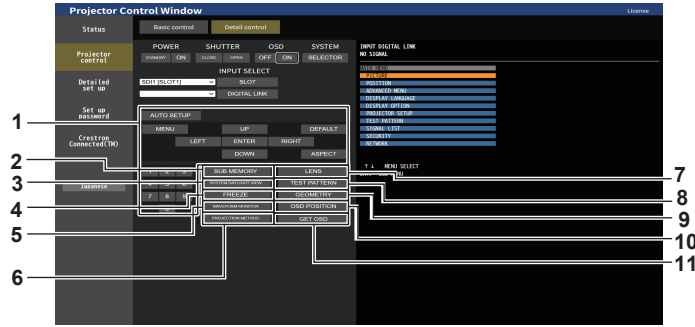 Projector Control Window
License
Status
Projector control
Detailed set up
Set up password
Crestron Connected(TM)
Japanese
Basic control
Detail control
POWER SHUTTER OSD SYSTEM
STANDBY ON CLOSE OPEN OFF ON SELECTOR
INPUT SELECT
SDI1 [SLOT1] SLOT
DIGITAL LINK
AUTO SETUP
MENU UP DEFAULT
LEFT ENTER RIGHT
DOWN ASPECT
SUB MEMORY LENS
SYSTEM DAYLIGHT VIEW TEST PATTERN
FREEZE GEOMETRY
WAVEFORM MONITOR OSD POSITION
PROJECTION METHOD GET OSD
1 2 3
7 8
INPUT DIGITAL LINK
NO SIGNAL
MAIN MENU
PICTURE
POSITION
ADVANCED MENU
DISPLAY LANGUAGE
DISPLAY OPTION
PROJECTOR SETUP
TEST PATTERN
SIGNAL LIST
SECURITY
NETWORK
↑↓ MENU SELECT
1
2
3
4
5
6
7
8
9
10
11